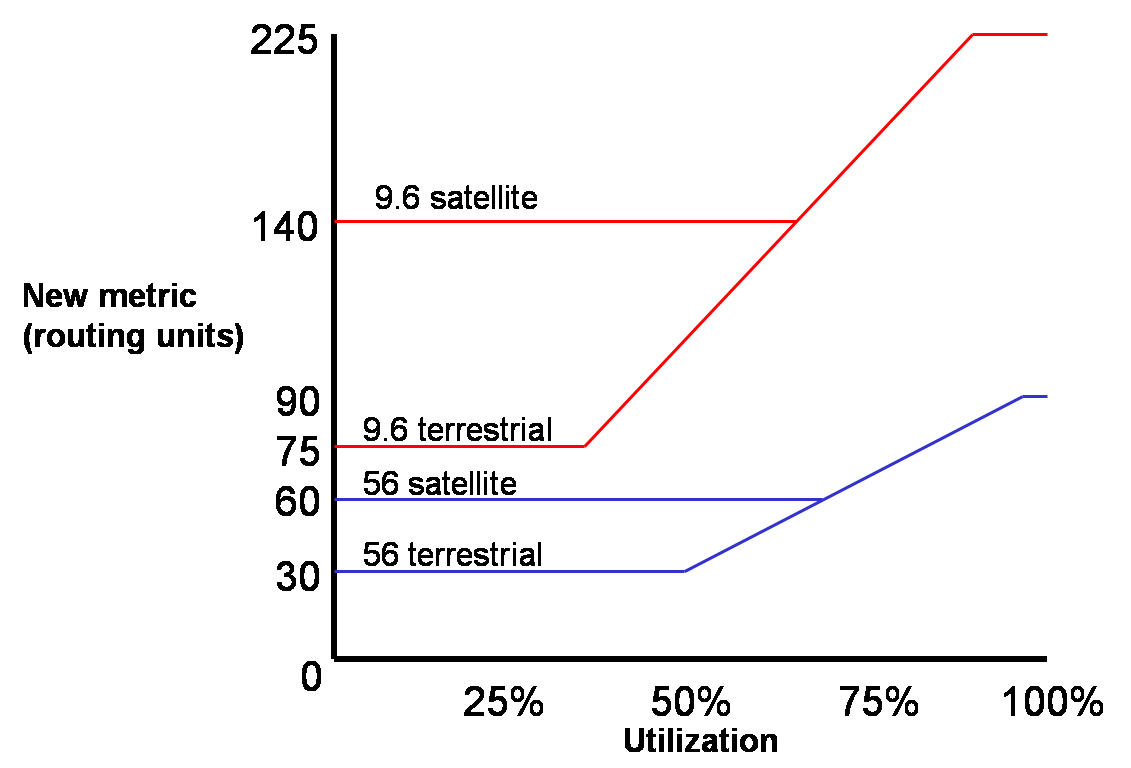 225
9.6 satellite
140
New metric
(routing units)
90
9.6 terrestrial
75
56 satellite
60
56 terrestrial
30
0
25% 50% 75% 100%
Utilization